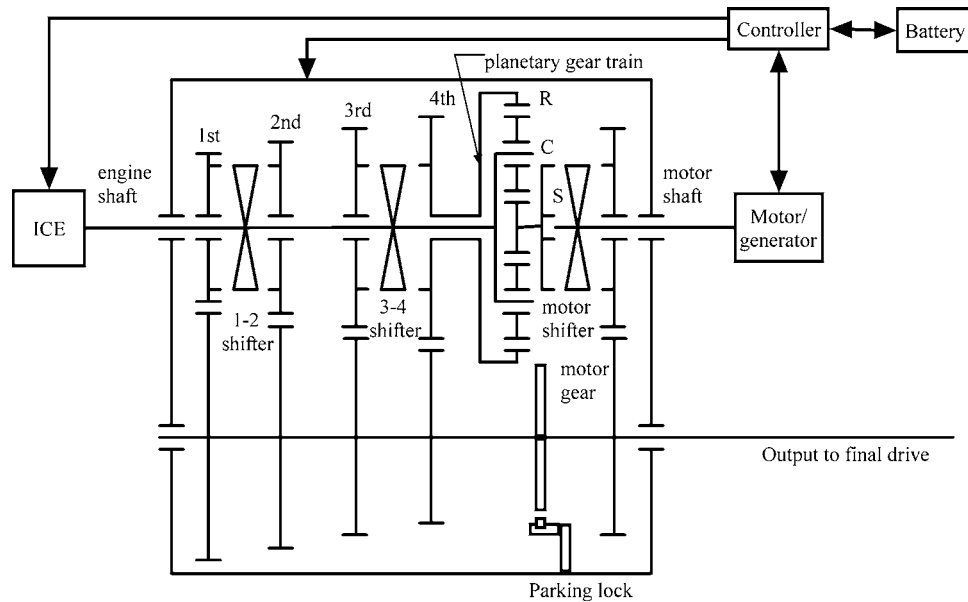 Controller
Battery
planetary gear train
1st
2nd
3rd
4th
R
C
S
engine
shaft
motor
shaft
ICE
Motor/
generator
1-2
shifter
3-4
shifter
motor
shifter
motor
gear
Output to final drive
Parking lock